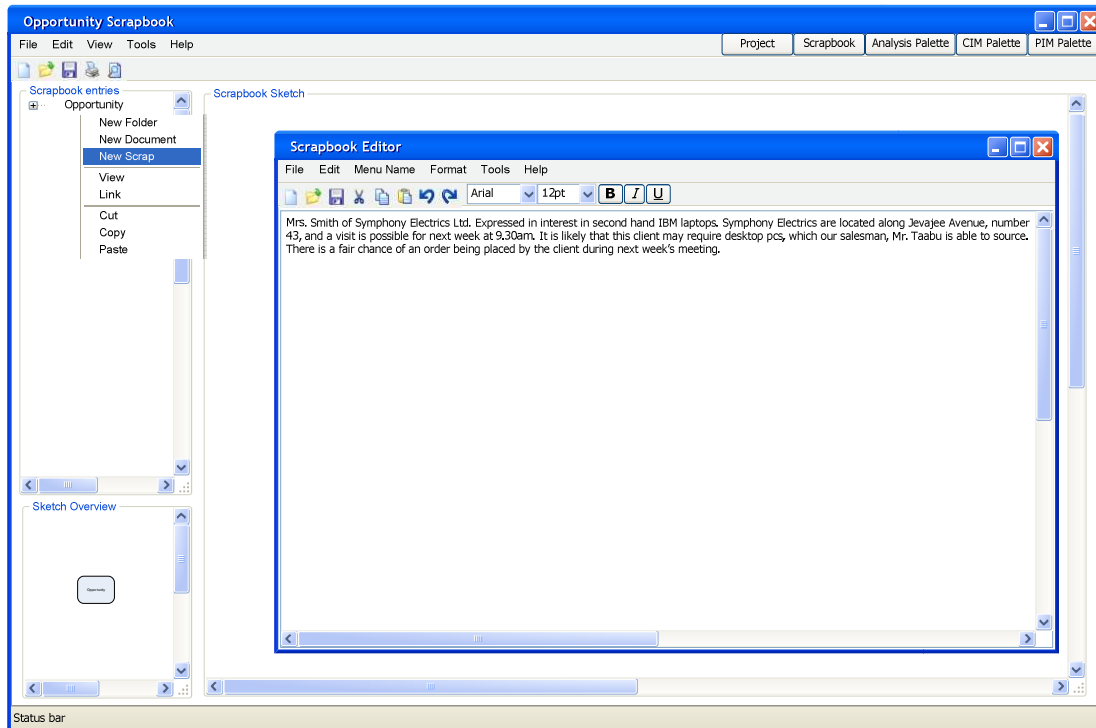 Opportunity Scrapbook
File Edit View Tools Help
Project Scrapbook Analysis Palette CIM Palette PIM Palette
Scrapbook entries
Opportunity
New Folder
New Document
New Scrap
View
Link
Cut
Copy
Paste
Sketch Overview
Opportunity
Scrapbook Sketch
Scrapbook Editor
File Edit Menu Name Format Tools Help
Arial 12pt B I U
Mrs. Smith of Symphony Electrics Ltd. Expressed in interest in second hand IBM laptops. Symphony Electrics are located along Jevajee Avenue, number
43, and a visit is possible for next week at 9.30am. It is likely that this client may require desktop pcs, which our salesman, Mr. Taabu is able to source.
There is a fair chance of an order being placed by the client during next week's meeting.
Status bar